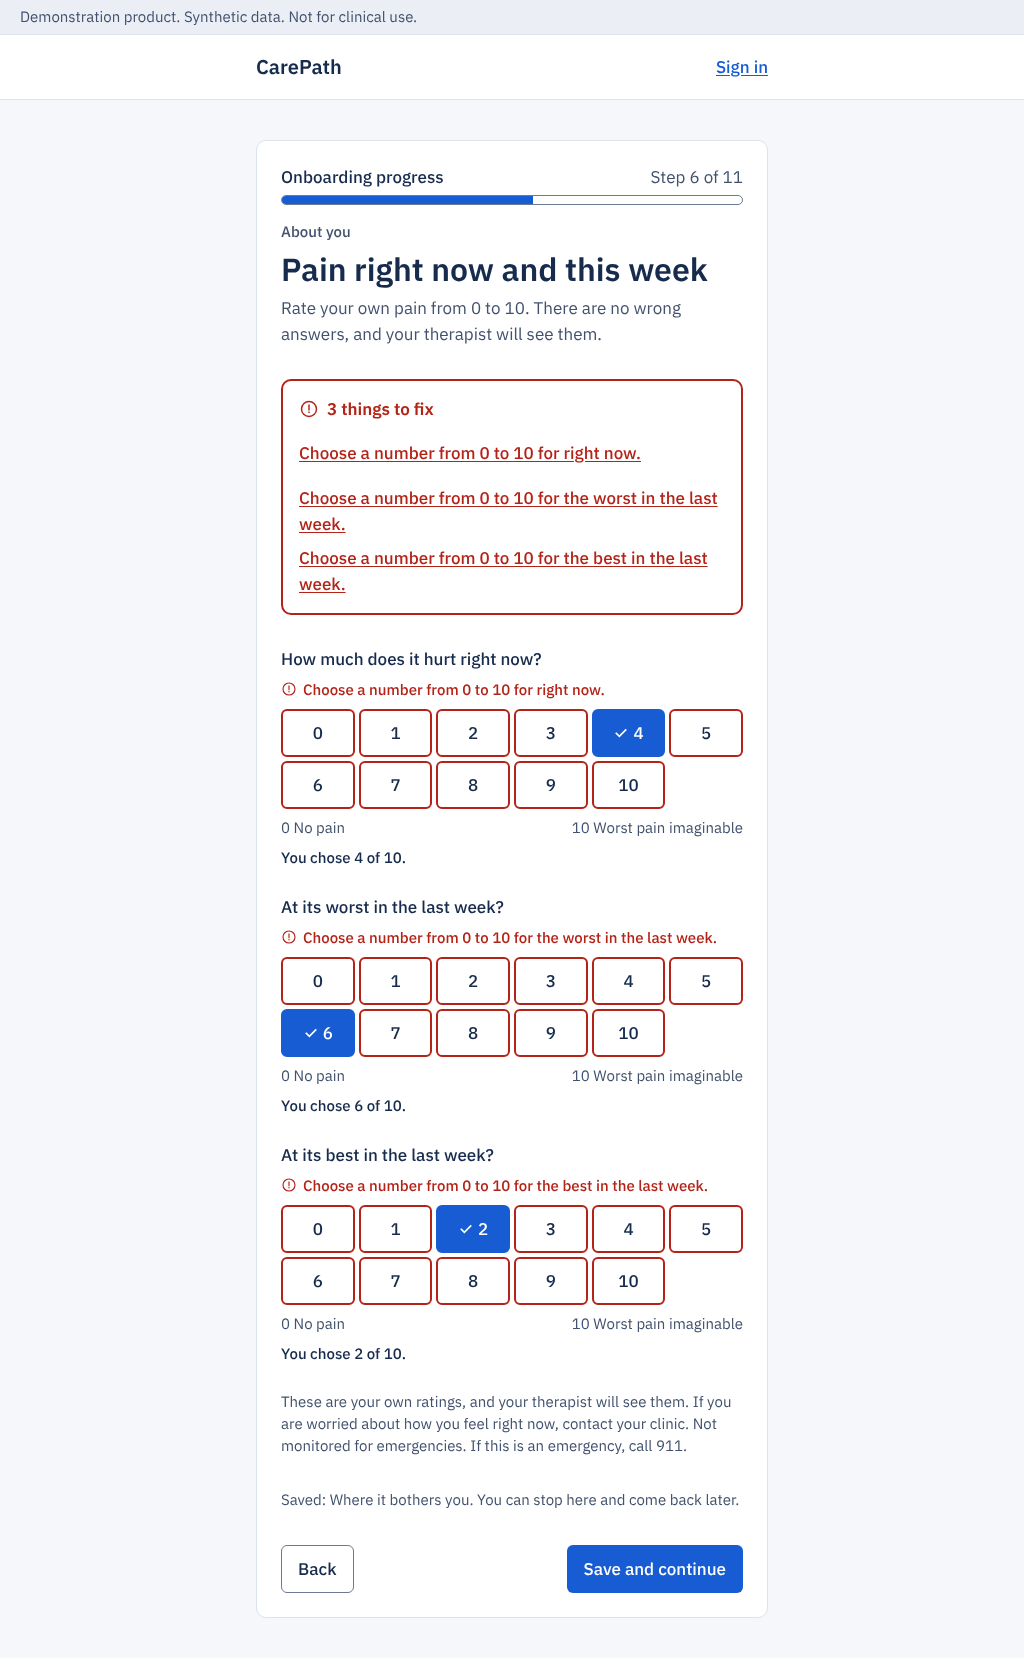 Demonstration product. Synthetic data. Not for clinical use.
CarePath
Sign in
Onboarding progress
Step 6 of 11
About you
Pain right now and this week
Rate your own pain from 0 to 10. There are no wrong
answers, and your therapist will see them.
3 things to fix
Choose a number from 0 to 10 for right now.
Choose a number from 0 to 10 for the worst in the last
week.
Choose a number from 0 to 10 for the best in the last
week.
How much does it hurt right now?
Choose a number from 0 to 10 for right now.
0 1 2 3 4 5
6 7 8 9 10
0 No pain
10 Worst pain imaginable
You chose 4 of 10.
At its worst in the last week?
Choose a number from 0 to 10 for the worst in the last week.
0 1 2 3 4 5
6 7 8 9 10
0 No pain
10 Worst pain imaginable
You chose 6 of 10.
At its best in the last week?
Choose a number from 0 to 10 for the best in the last week.
0 1 2 3 4 5
6 7 8 9 10
0 No pain
10 Worst pain imaginable
You chose 2 of 10.
These are your own ratings, and your therapist will see them. If you
are worried about how you feel right now, contact your clinic. Not
monitored for emergencies. If this is an emergency, call 911.
Saved: Where it bothers you. You can stop here and come back later.
Back
Save and continue